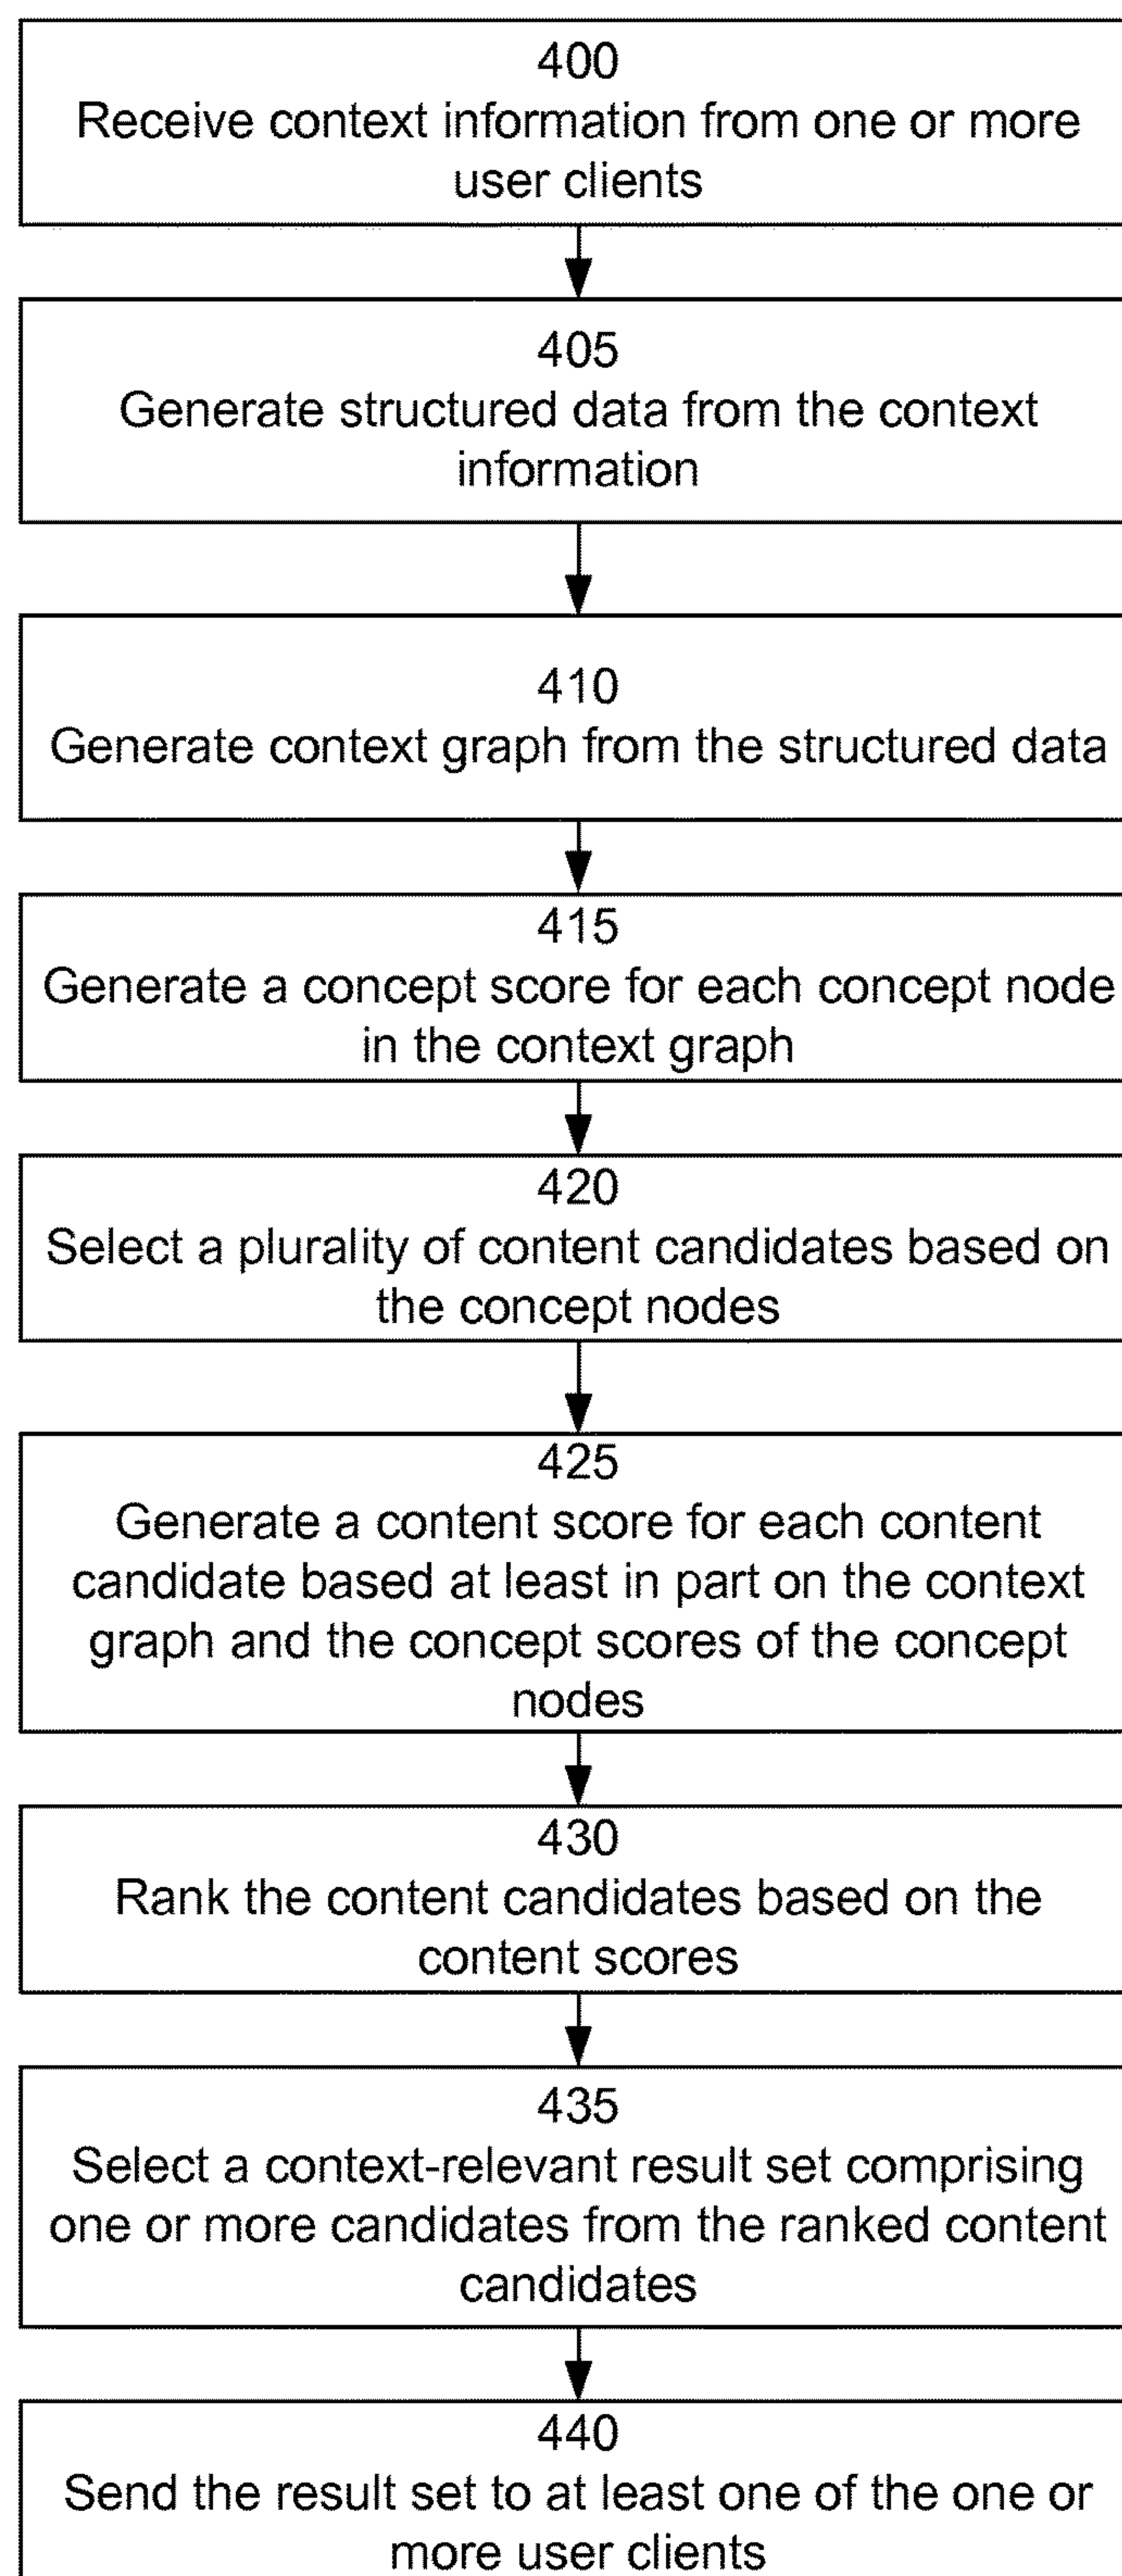 400
Receive context information from one or more
user clients
405
Generate structured data from the context
information
410
Generate context graph from the structured data
415
Generate a concept score for each concept node
in the context graph
420
Select a plurality of content candidates based on
the concept nodes
425
Generate a content score for each content
candidate based at least in part on the context
graph and the concept scores of the concept
nodes
430
Rank the content candidates based on the
content scores
435
Select a context-relevant result set comprising
one or more candidates from the ranked content
candidates
440
Send the result set to at least one of the one or
more user clients